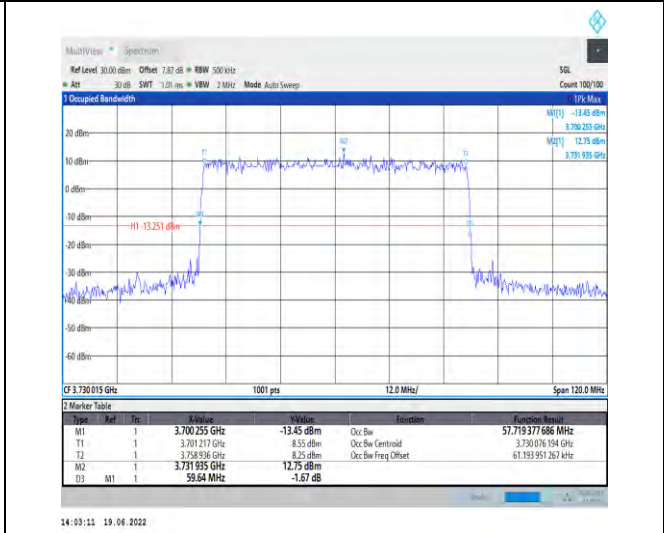 MultiView Spectrum
Ref Level 30.00 dBm Offset 7.87 dB RBW 500 kHz SGL
Att 30 dB SWT 1.01 ms VBW 2 MHz Mode Auto Sweep Count 100/100
1 Occupied Bandwidth 1Pk Max
M1[1] -13.45 dBm
3.700 255 GHz
20 dBm
M2[1] 12.75 dBm
3.731 935 GHz
M2
T1 T2
10 dBm
0 dBm
-10 dBm
M1
H1 -13.251 dBm
-20 dBm
-30 dBm
-40 dBm
-50 dBm
-60 dBm
CF 3.730 015 GHz 1001 pts 12.0 MHz/ Span 120.0 MHz
2 Marker Table
Type Ref Trc X-Value Y-Value Function Function Result
M1 1 3.700 255 GHz -13.45 dBm Occ Bw 57.719 377 686 MHz
T1 1 3.701 217 GHz 8.55 dBm Occ Bw Centroid 3.730 076 194 GHz
T2 1 3.758 936 GHz 8.25 dBm Occ Bw Freq Offset 61.193 951 267 kHz
M2 1 3.731 935 GHz 12.75 dBm
D3 M1 1 59.64 MHz -1.67 dB
14:03:11 19.06.2022